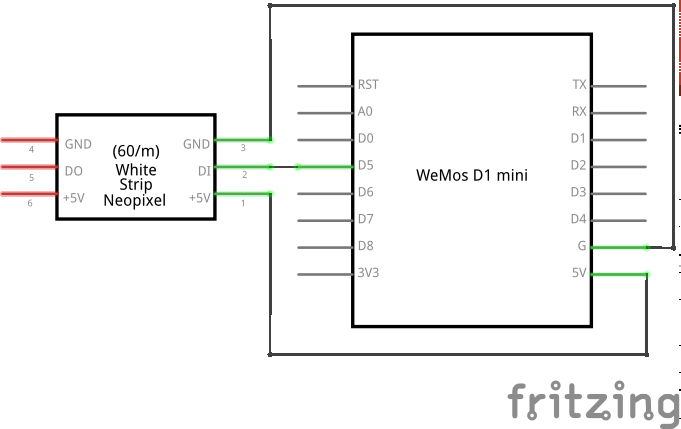 RST
TX
A0
RX
GND
(60/m)
GND
D0
D1
4
3
DO
White
DI
D5
WeMos D1 mini
D2
5
Strip
2
+5V
Neopixel
+5V
D6
D3
6
1
D7
D4
D8
G
3V3
5V
fritzing